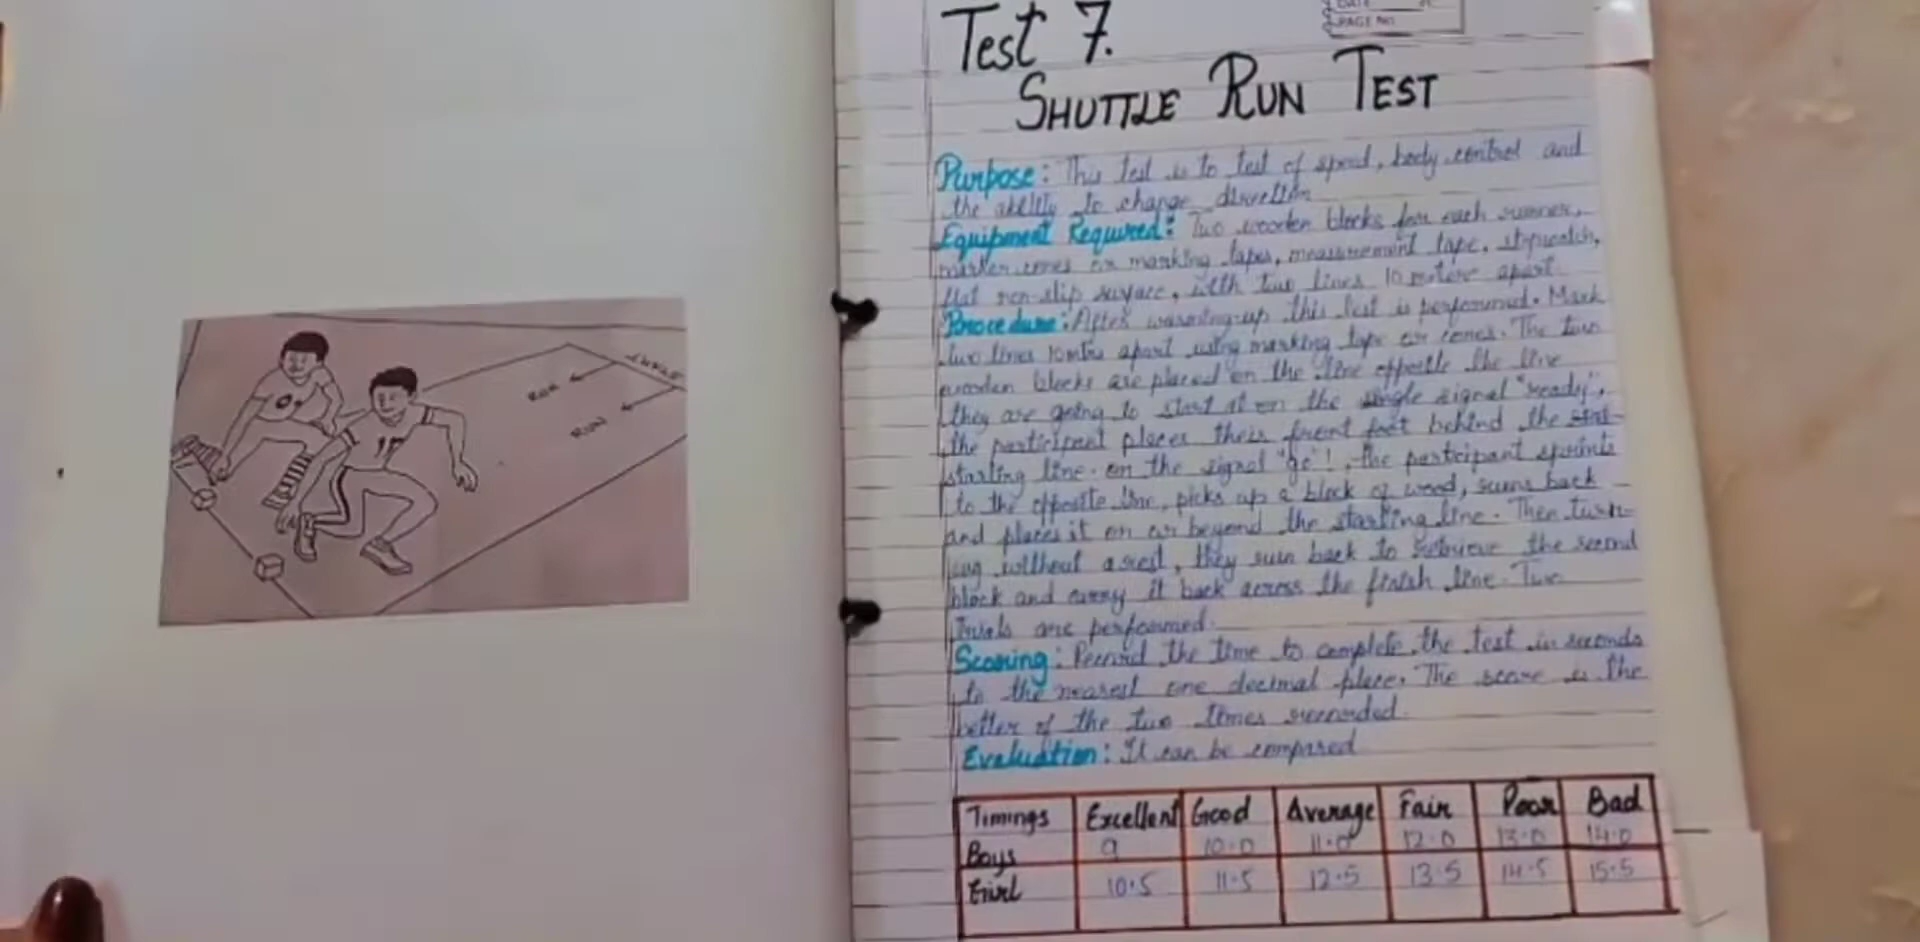 DATE
PAGE NO.
Test 7.
SHUTTLE RUN TEST
Purpose: This test is to test of speed, body control and
the ability to change direction
Equipment Required: Two wooden blocks for each runner,
marker cones or marking tapes, measurement tape, stopwatch,
flat non-slip surface, with two lines 10 metre apart
Procedure: After warming-up this test is performed. Mark
two lines 10mtrs apart using marking tape or cones. The two
wooden blocks are placed on the line opposite the line
they are going to start at on the single signal "ready",
the participant places their front foot behind the
starting line. on the signal "go"!, the participant sprints
to the opposite line, picks up a block of wood, runs back
and places it on or beyond the starting line. Then turn-
ing without a rest, they run back to retrieve the second
block and carry it back across the finish line. Two
trials are performed.
Scoring: Record the time to complete the test in seconds
to the nearest one decimal place. The score is the
better of the two times recorded.
Evaluation: It can be compared
Timings Excellent Good Average Fair Poor Bad
Boys 9 10.0 11.0 12.0 13.0 14.0
Girl 10.5 11.5 12.5 13.5 14.5 15.5
RUN
RUN
17